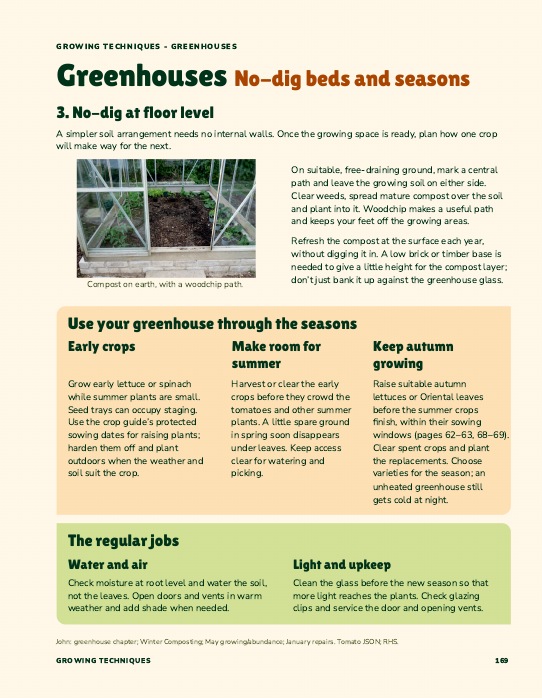 GROWING TECHNIQUES - GREENHOUSES
Greenhouses No-dig beds and seasons
3. No-dig at floor level
A simpler soil arrangement needs no internal walls. Once the growing space is ready, plan how one crop
will make way for the next.
On suitable, free-draining ground, mark a central
path and leave the growing soil on either side.
Clear weeds, spread mature compost over the soil
and plant into it. Woodchip makes a useful path
and keeps your feet off the growing areas.
Refresh the compost at the surface each year,
without digging it in. A low brick or timber base is
needed to give a little height for the compost layer;
don't just bank it up against the greenhouse glass.
Compost on earth, with a woodchip path.
Use your greenhouse through the seasons
Early crops
Grow early lettuce or spinach
while summer plants are small.
Seed trays can occupy staging.
Use the crop guide's protected
sowing dates for raising plants;
harden them off and plant
outdoors when the weather and
soil suit the crop.
Make room for
summer
Harvest or clear the early
crops before they crowd the
tomatoes and other summer
plants. A little spare ground
in spring soon disappears
under leaves. Keep access
clear for watering and
picking.
Keep autumn
growing
Raise suitable autumn
lettuces or Oriental leaves
before the summer crops
finish, within their sowing
windows (pages 62–63, 68–69).
Clear spent crops and plant
the replacements. Choose
varieties for the season; an
unheated greenhouse still
gets cold at night.
The regular jobs
Water and air
Check moisture at root level and water the soil,
not the leaves. Open doors and vents in warm
weather and add shade when needed.
Light and upkeep
Clean the glass before the new season so that
more light reaches the plants. Check glazing
clips and service the door and opening vents.
John: greenhouse chapter; Winter Composting; May growing/abundance; January repairs. Tomato JSON; RHS.
GROWING TECHNIQUES
169